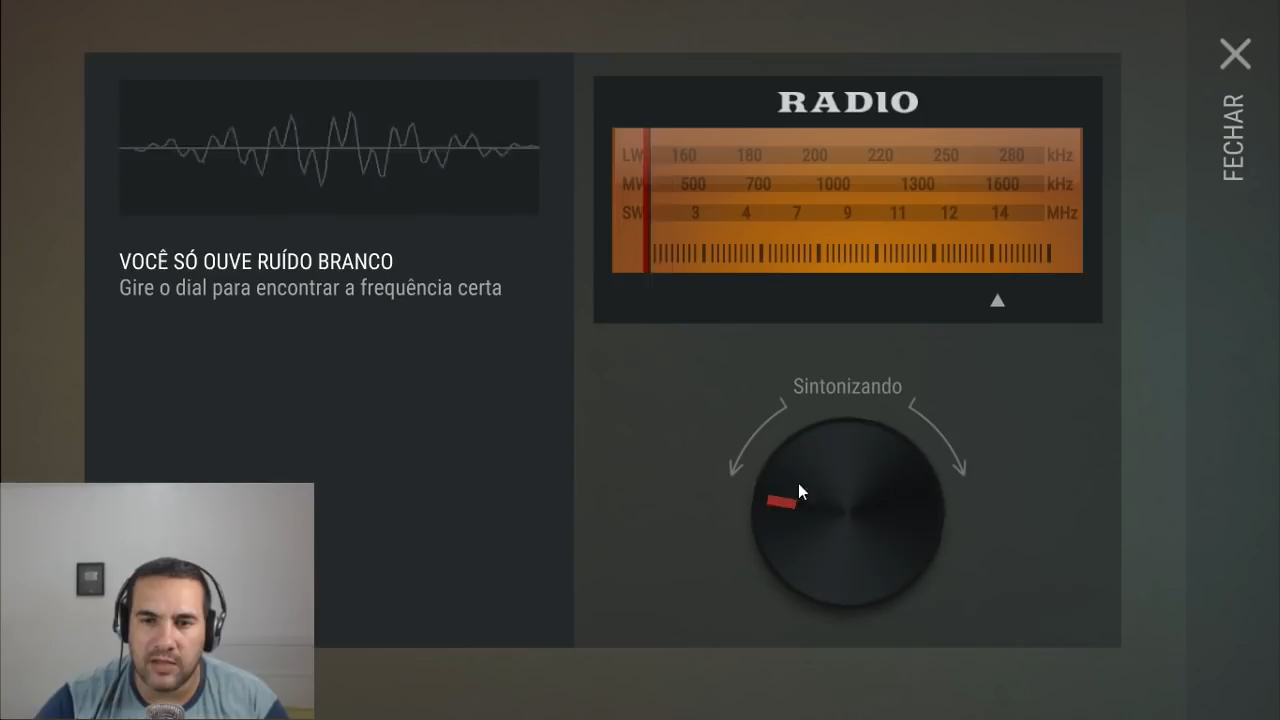 RADIO
LW 160 180 200 220 250 280 kHz
MW 500 700 1000 1300 1600 kHz
SW 3 4 7 9 11 12 14 MHz
VOCÊ SÓ OUVE RUÍDO BRANCO
Gire o dial para encontrar a frequência certa
Sintonizando
FECHAR